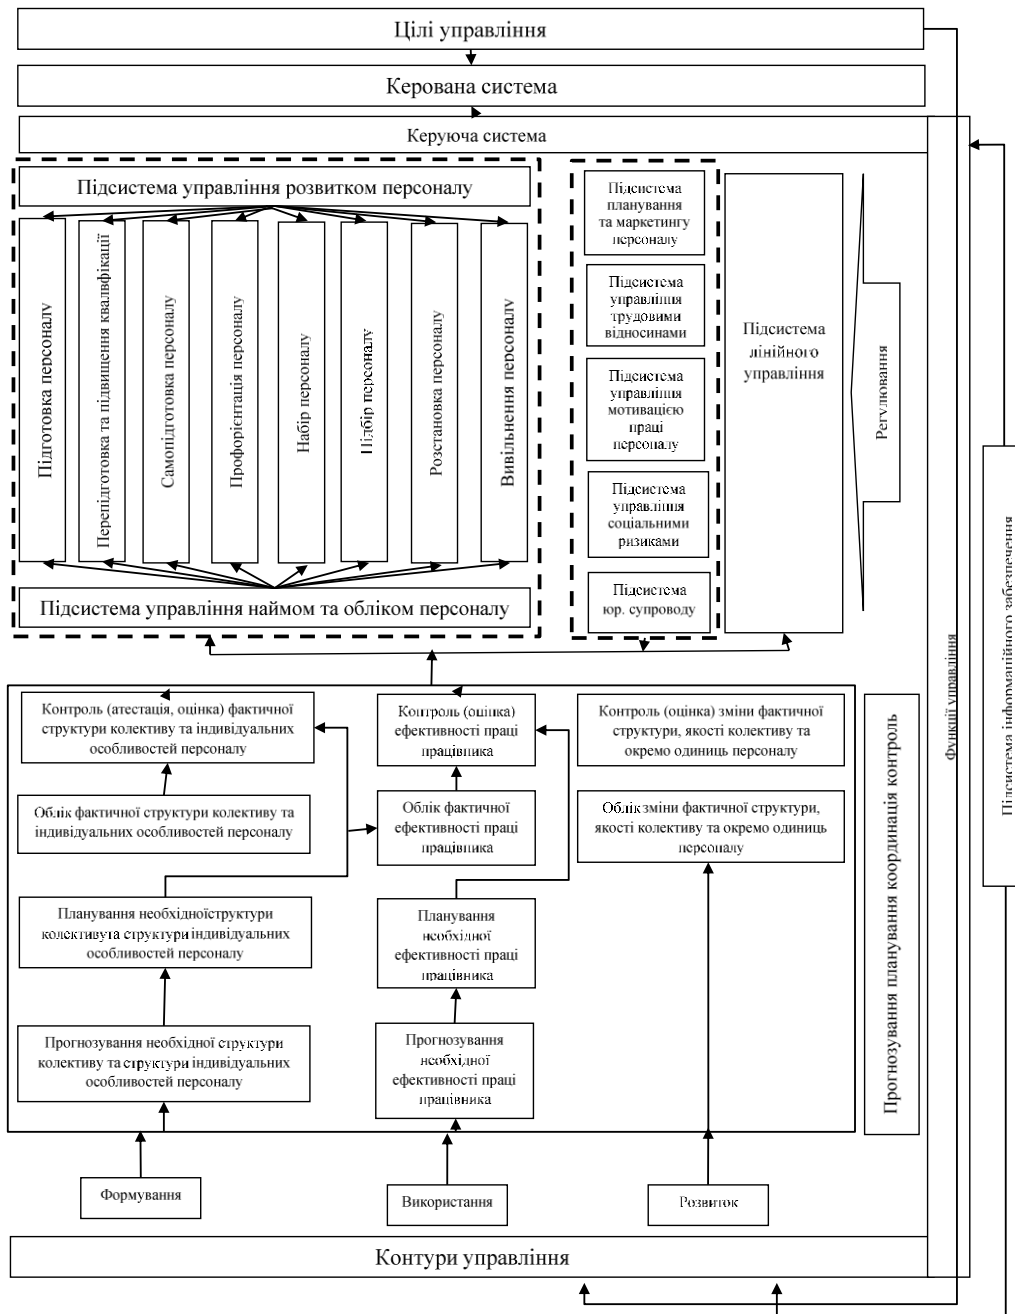 Цілі управління
Керована система
Керуюча система
Підсистема управління розвитком персоналу
Підготовка персоналу
Перепідготовка та підвищення квалвфікації
Самопідготовка персоналу
Профорієнтація персоналу
Набір персоналу
Підбір персоналу
Розстановка персоналу
Вивільнення персоналу
Підсистема управління наймом та обліком персоналу
Підсистема
планування
та маркетингу
персоналу
Підсистема
управління
трудовими
відносинами
Підсистема
управління
мотивацією
праці
персоналу
Підсистема
управління
соціальними
ризиками
Підсистема
юр. супроводу
Підсистема
лінійного
управління
Регулювання
Контроль (атестація, оцінка) фактичної
структури колективу та індивідуальних
особливостей персоналу
Контроль (оцінка)
ефективності праці
працівника
Контроль (оцінка) зміни фактичної
структури, якості колективу та
окремо одиниць персоналу
Облік фактичної структури колективу та
індивідуальних особливостей персоналу
Облік фактичної
ефективності праці
працівника
Облік зміни фактичної структури,
якості колективу та окремо одиниць
персоналу
Планування необхідноїструктури
колективута структури індивідуальних
особливостей персоналу
Планування
необхідної
ефективності праці
працівника
Прогнозування необхідної структури
колективу та структури індивідуальних
особливостей персоналу
Прогнозування
необхідної
ефективності праці
працівника
Прогнозування планування координація контроль
Функції управління
Підсистема інформаційного забезпечення
Формування
Використання
Розвиток
Контури управління